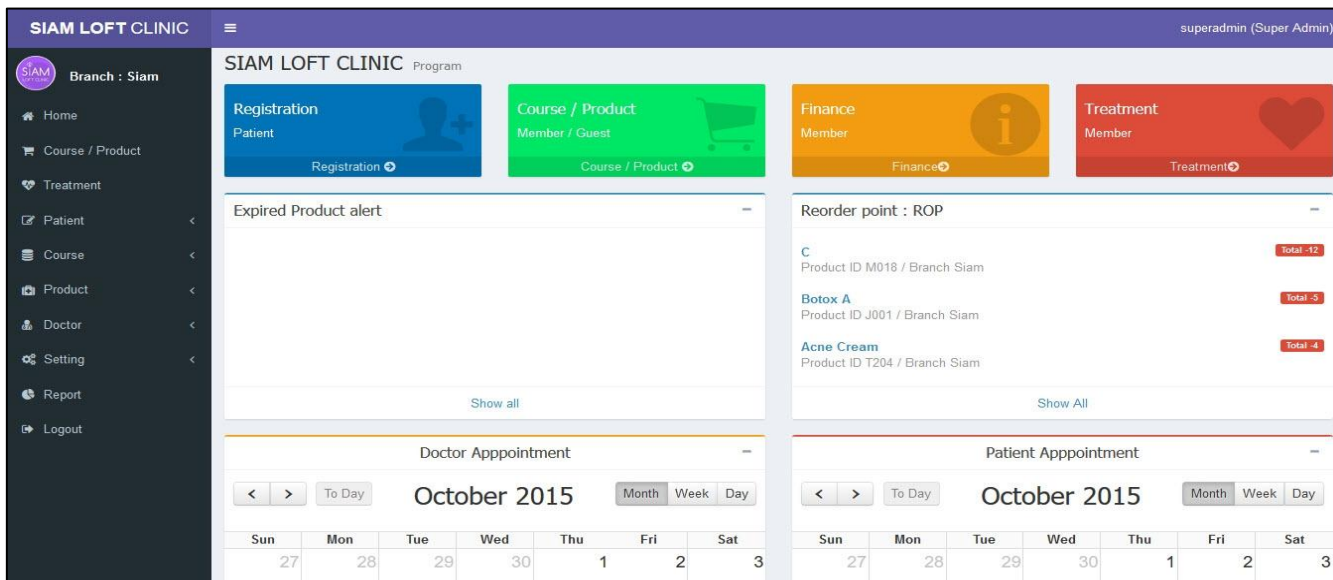 SIAM LOFT CLINIC
superadmin (Super Admin)
SIAM
Branch : Siam
Home
Course / Product
Treatment
Patient
Course
Product
Doctor
Setting
Report
Logout
SIAM LOFT CLINIC Program
Registration
Patient
Registration
Course / Product
Member / Guest
Course / Product
Finance
Member
Finance
Treatment
Member
Treatment
Expired Product alert
Show all
Reorder point : ROP
C Total -12
Product ID M018 / Branch Siam
Botox A Total -5
Product ID J001 / Branch Siam
Acne Cream Total -4
Product ID T204 / Branch Siam
Show All
Doctor Apppointment
To Day October 2015 Month Week Day
Sun Mon Tue Wed Thu Fri Sat
27 28 29 30 1 2 3
Patient Apppointment
To Day October 2015 Month Week Day
Sun Mon Tue Wed Thu Fri Sat
27 28 29 30 1 2 3